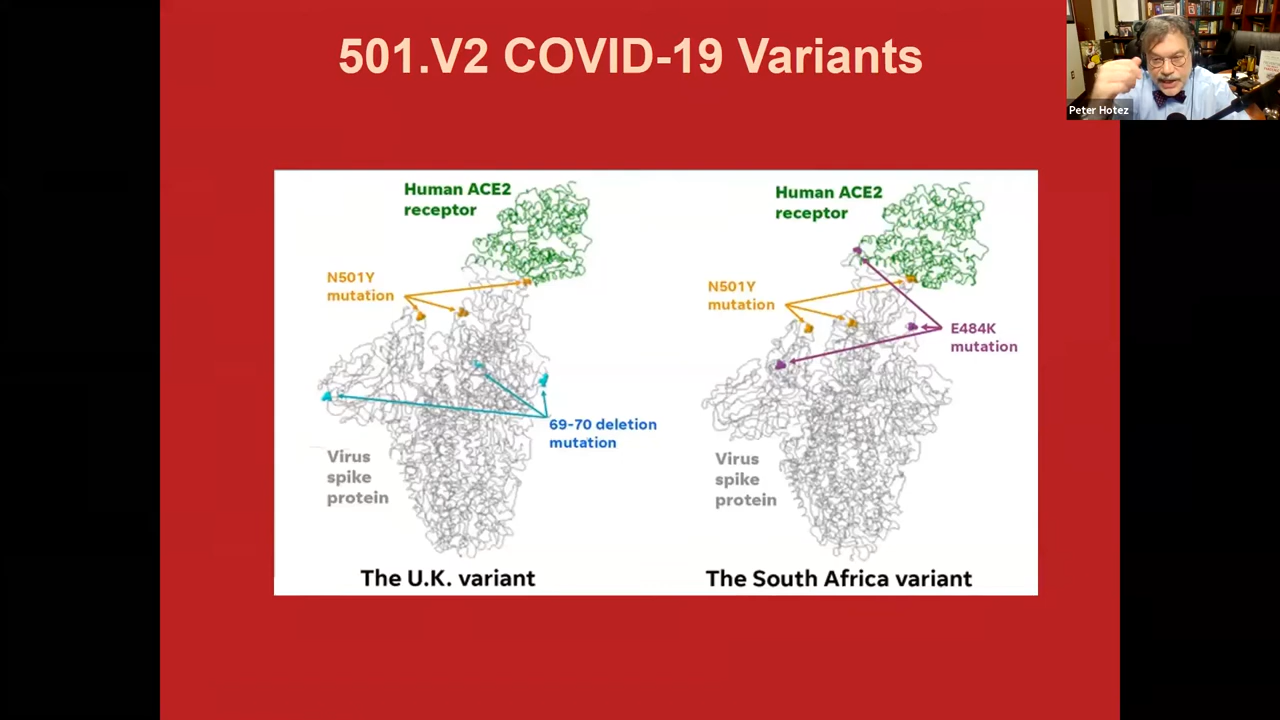 501.V2 COVID-19 Variants
Peter Hotez
Human ACE2
receptor
N501Y
mutation
69-70 deletion
mutation
Virus
spike
protein
The U.K. variant
Human ACE2
receptor
N501Y
mutation
E484K
mutation
Virus
spike
protein
The South Africa variant